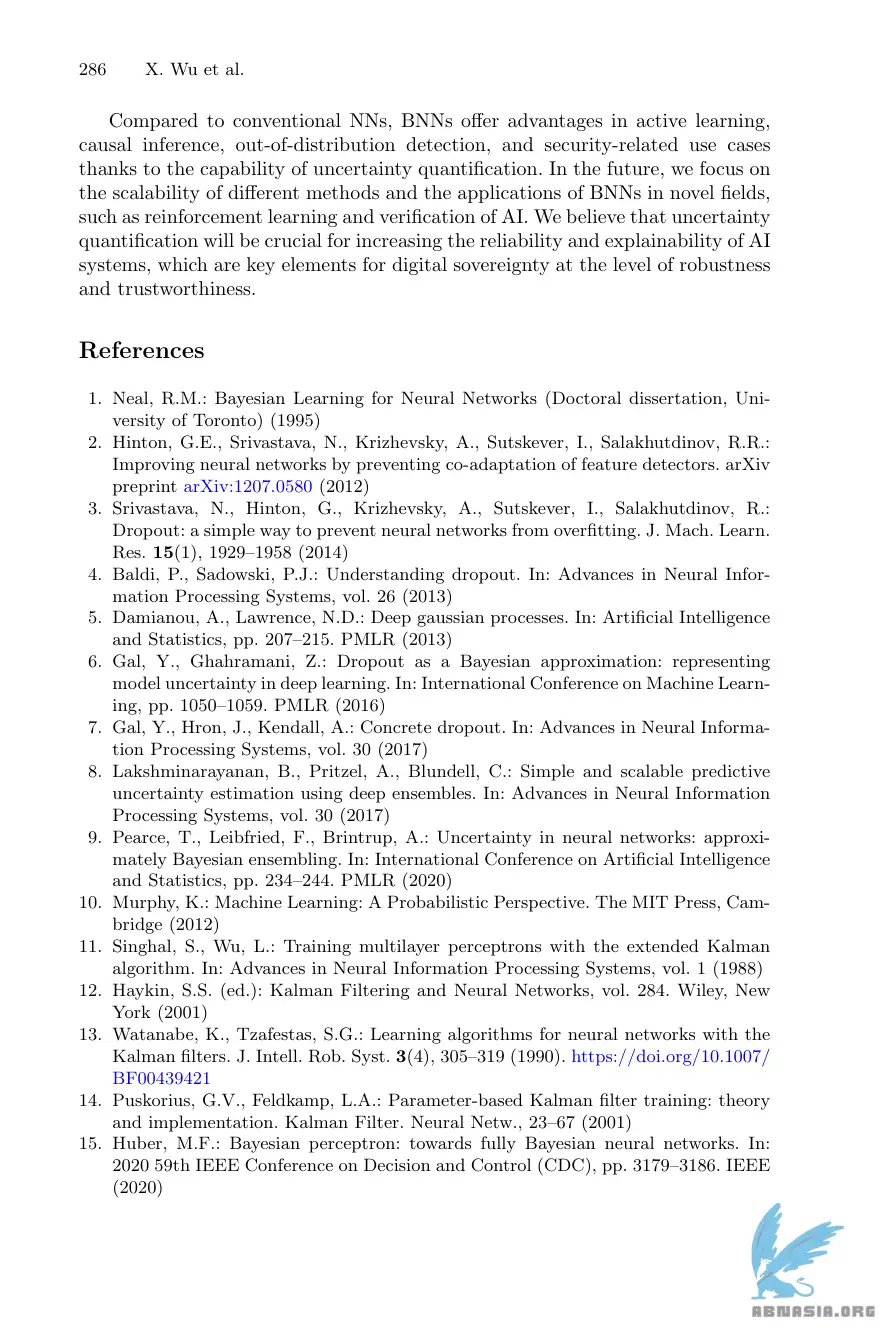 286 X. Wu et al.
Compared to conventional NNs, BNNs offer advantages in active learning,
causal inference, out-of-distribution detection, and security-related use cases
thanks to the capability of uncertainty quantification. In the future, we focus on
the scalability of different methods and the applications of BNNs in novel fields,
such as reinforcement learning and verification of AI. We believe that uncertainty
quantification will be crucial for increasing the reliability and explainability of AI
systems, which are key elements for digital sovereignty at the level of robustness
and trustworthiness.
References
1. Neal, R.M.: Bayesian Learning for Neural Networks (Doctoral dissertation, Uni-
versity of Toronto) (1995)
2. Hinton, G.E., Srivastava, N., Krizhevsky, A., Sutskever, I., Salakhutdinov, R.R.:
Improving neural networks by preventing co-adaptation of feature detectors. arXiv
preprint arXiv:1207.0580 (2012)
3. Srivastava, N., Hinton, G., Krizhevsky, A., Sutskever, I., Salakhutdinov, R.:
Dropout: a simple way to prevent neural networks from overfitting. J. Mach. Learn.
Res. 15(1), 1929–1958 (2014)
4. Baldi, P., Sadowski, P.J.: Understanding dropout. In: Advances in Neural Infor-
mation Processing Systems, vol. 26 (2013)
5. Damianou, A., Lawrence, N.D.: Deep gaussian processes. In: Artificial Intelligence
and Statistics, pp. 207–215. PMLR (2013)
6. Gal, Y., Ghahramani, Z.: Dropout as a Bayesian approximation: representing
model uncertainty in deep learning. In: International Conference on Machine Learn-
ing, pp. 1050–1059. PMLR (2016)
7. Gal, Y., Hron, J., Kendall, A.: Concrete dropout. In: Advances in Neural Informa-
tion Processing Systems, vol. 30 (2017)
8. Lakshminarayanan, B., Pritzel, A., Blundell, C.: Simple and scalable predictive
uncertainty estimation using deep ensembles. In: Advances in Neural Information
Processing Systems, vol. 30 (2017)
9. Pearce, T., Leibfried, F., Brintrup, A.: Uncertainty in neural networks: approxi-
mately Bayesian ensembling. In: International Conference on Artificial Intelligence
and Statistics, pp. 234–244. PMLR (2020)
10. Murphy, K.: Machine Learning: A Probabilistic Perspective. The MIT Press, Cam-
bridge (2012)
11. Singhal, S., Wu, L.: Training multilayer perceptrons with the extended Kalman
algorithm. In: Advances in Neural Information Processing Systems, vol. 1 (1988)
12. Haykin, S.S. (ed.): Kalman Filtering and Neural Networks, vol. 284. Wiley, New
York (2001)
13. Watanabe, K., Tzafestas, S.G.: Learning algorithms for neural networks with the
Kalman filters. J. Intell. Rob. Syst. 3(4), 305–319 (1990). https://doi.org/10.1007/
BF00439421
14. Puskorius, G.V., Feldkamp, L.A.: Parameter-based Kalman filter training: theory
and implementation. Kalman Filter. Neural Netw., 23–67 (2001)
15. Huber, M.F.: Bayesian perceptron: towards fully Bayesian neural networks. In:
2020 59th IEEE Conference on Decision and Control (CDC), pp. 3179–3186. IEEE
(2020)
ABNASIA.ORG